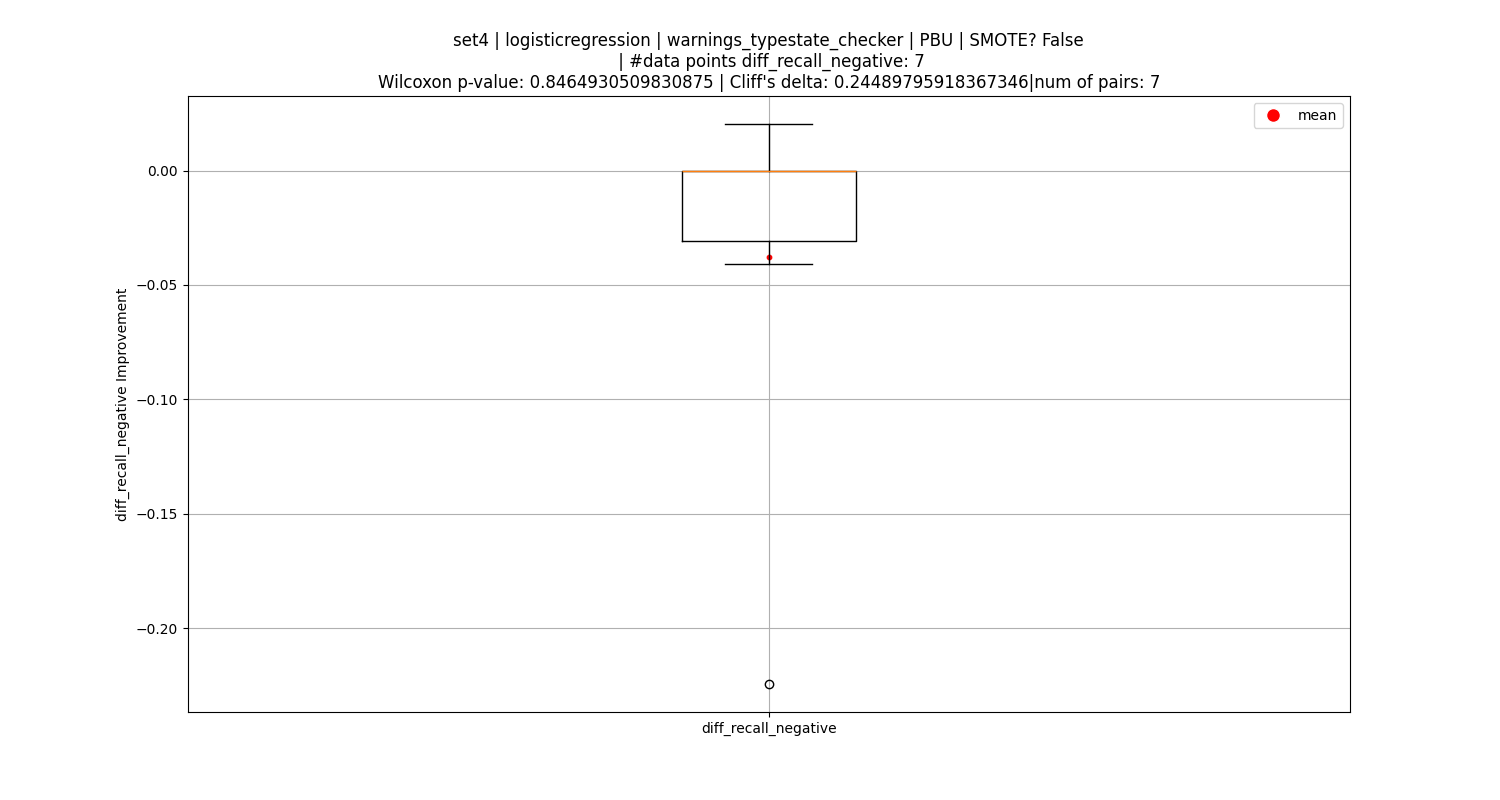 set4 | logisticregression | warnings_typestate_checker | PBU | SMOTE? False
| #data points diff_recall_negative: 7
Wilcoxon p-value: 0.8464930509830875 | Cliff's delta: 0.24489795918367346|num of pairs: 7
mean
0.00
−0.05
−0.10
−0.15
−0.20
diff_recall_negative Improvement
diff_recall_negative